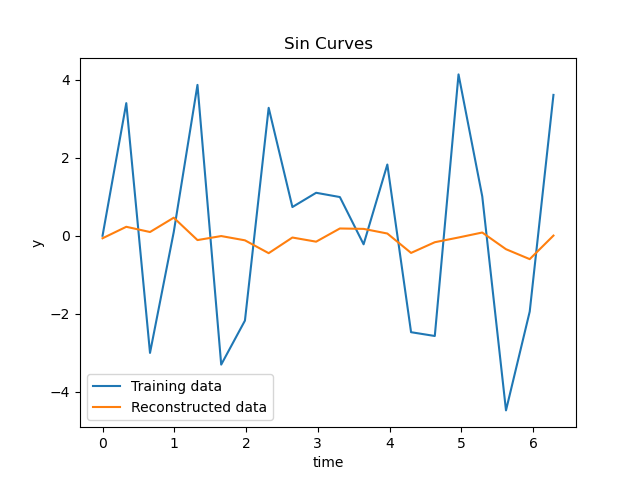 Sin Curves
4
2
0
−2
−4
y
Training data
Reconstructed data
0 1 2 3 4 5 6
time